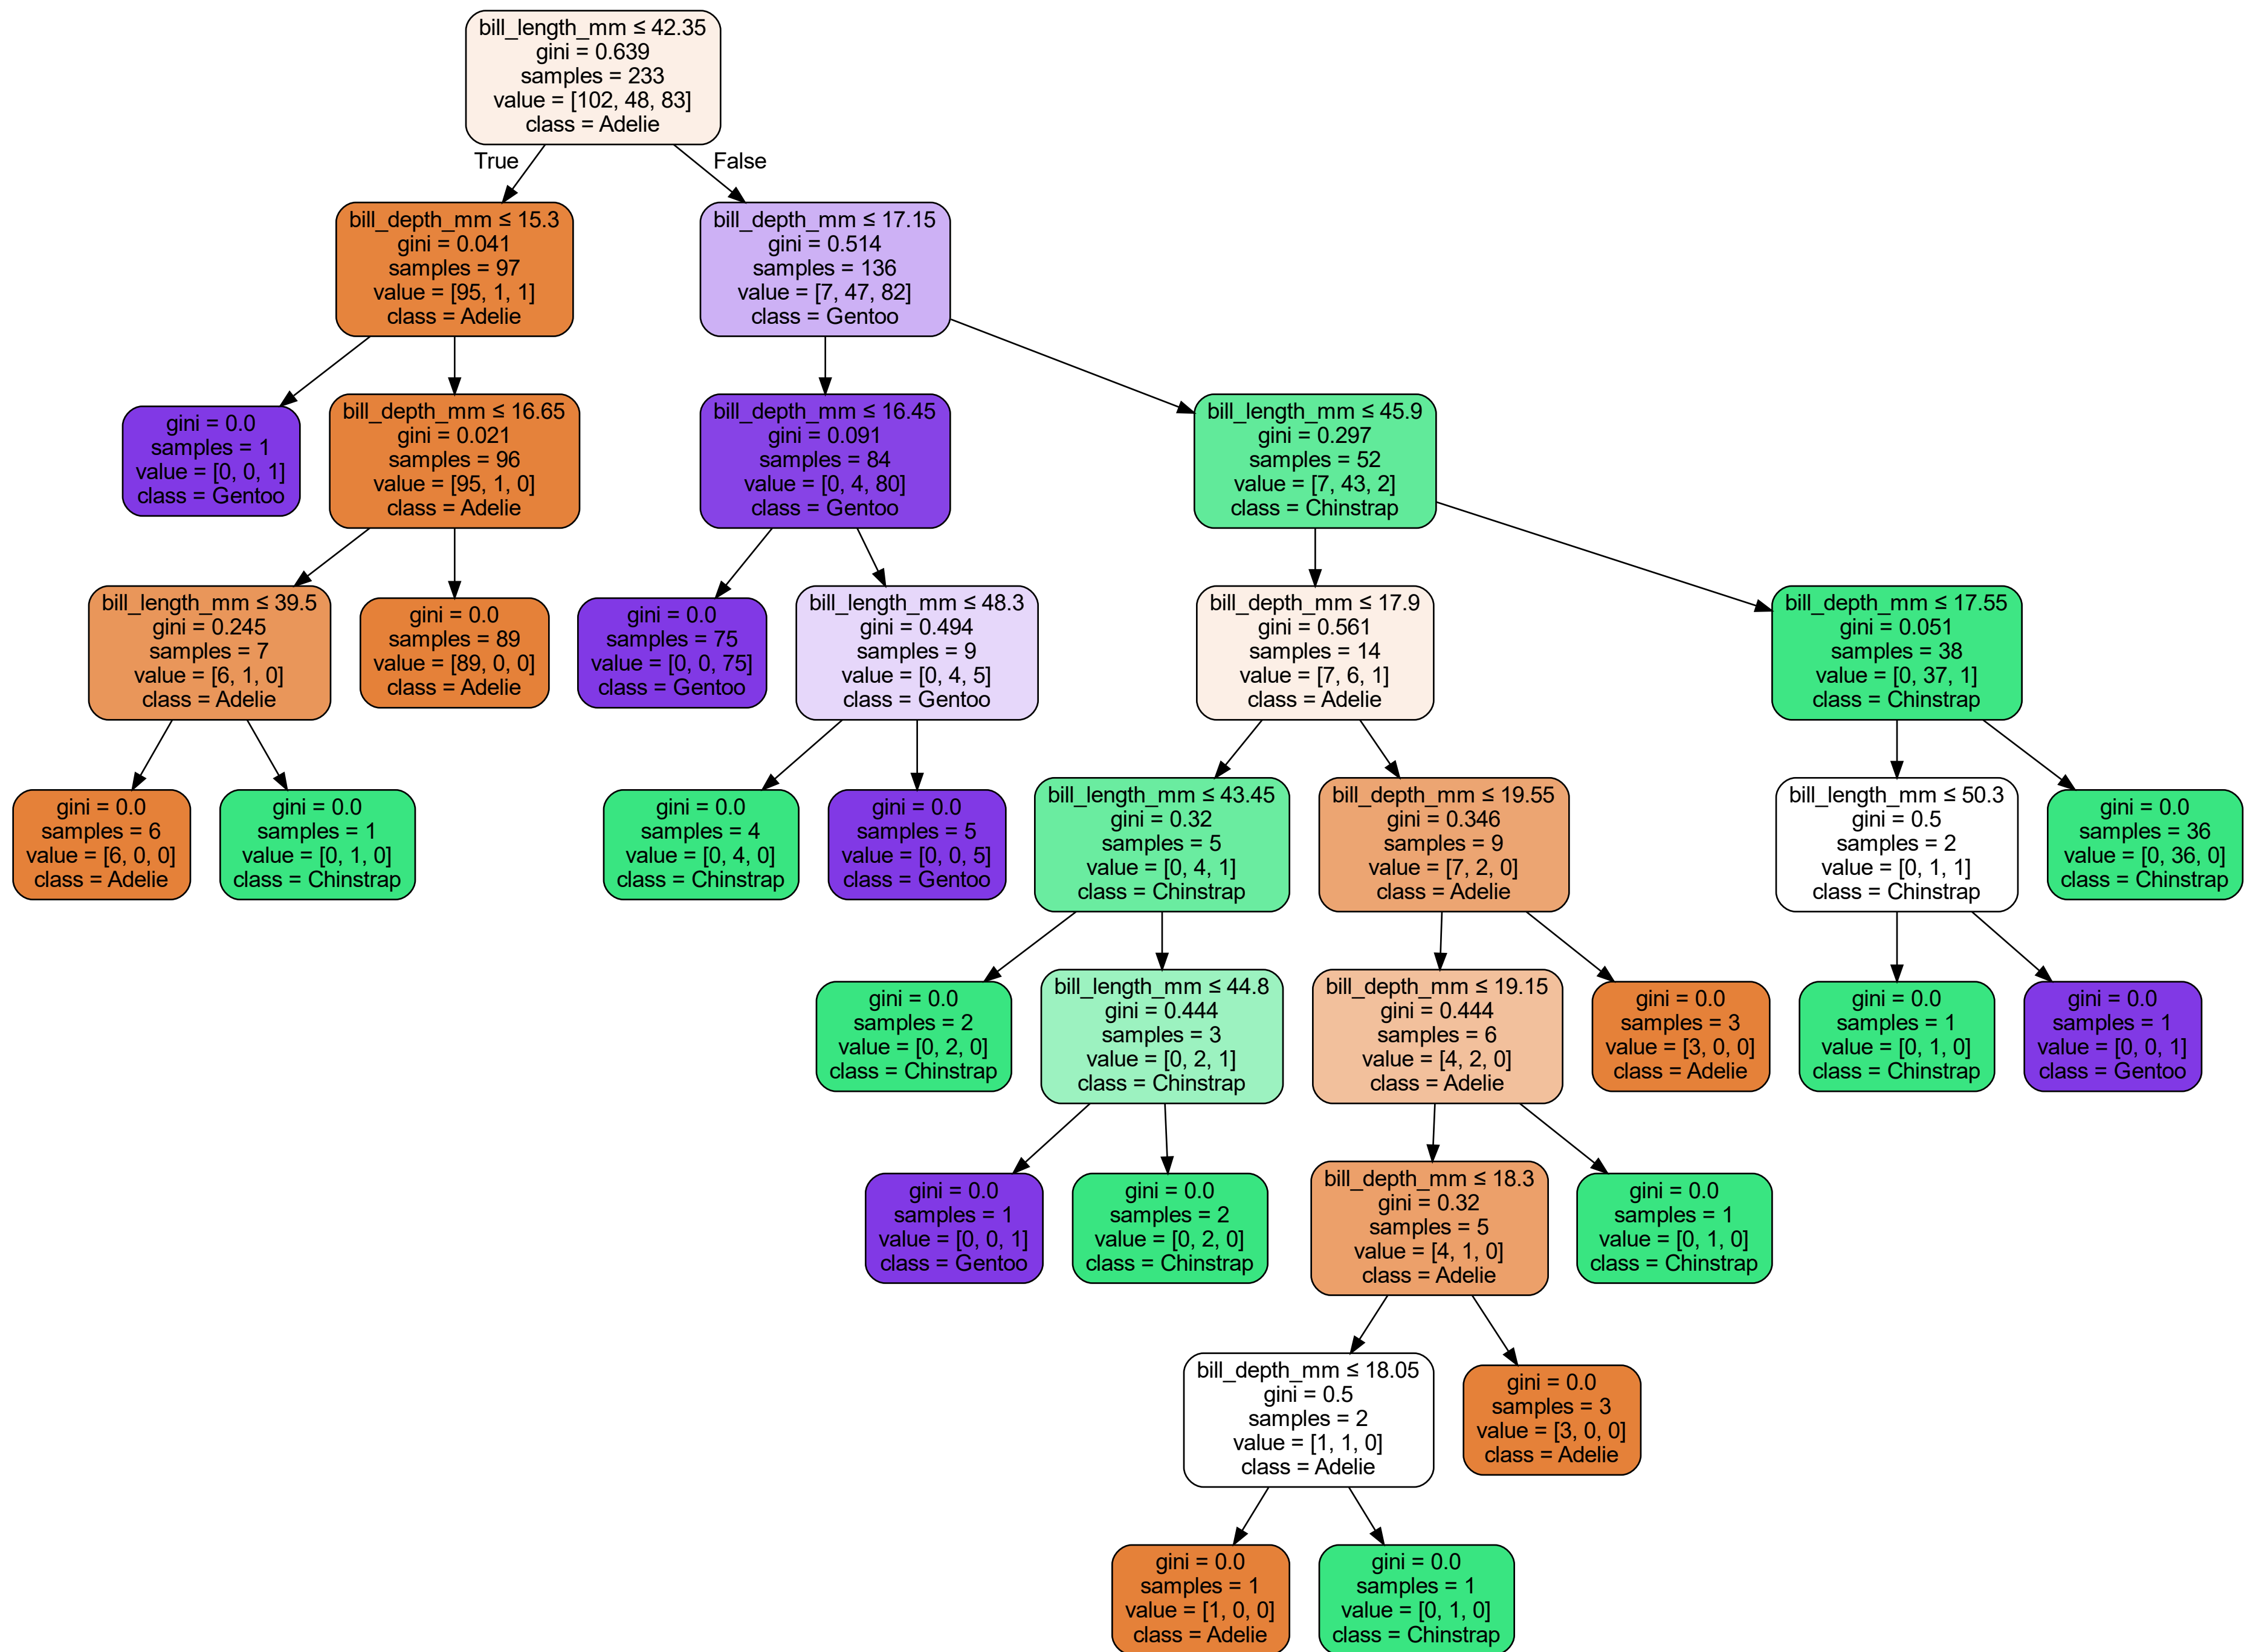 bill_length_mm ≤ 42.35
gini = 0.639
samples = 233
value = [102, 48, 83]
class = Adelie
True
False
bill_depth_mm ≤ 15.3
gini = 0.041
samples = 97
value = [95, 1, 1]
class = Adelie
bill_depth_mm ≤ 17.15
gini = 0.514
samples = 136
value = [7, 47, 82]
class = Gentoo
gini = 0.0
samples = 1
value = [0, 0, 1]
class = Gentoo
bill_depth_mm ≤ 16.65
gini = 0.021
samples = 96
value = [95, 1, 0]
class = Adelie
bill_depth_mm ≤ 16.45
gini = 0.091
samples = 84
value = [0, 4, 80]
class = Gentoo
bill_length_mm ≤ 45.9
gini = 0.297
samples = 52
value = [7, 43, 2]
class = Chinstrap
bill_length_mm ≤ 39.5
gini = 0.245
samples = 7
value = [6, 1, 0]
class = Adelie
gini = 0.0
samples = 89
value = [89, 0, 0]
class = Adelie
gini = 0.0
samples = 75
value = [0, 0, 75]
class = Gentoo
bill_length_mm ≤ 48.3
gini = 0.494
samples = 9
value = [0, 4, 5]
class = Gentoo
bill_depth_mm ≤ 17.9
gini = 0.561
samples = 14
value = [7, 6, 1]
class = Adelie
bill_depth_mm ≤ 17.55
gini = 0.051
samples = 38
value = [0, 37, 1]
class = Chinstrap
gini = 0.0
samples = 6
value = [6, 0, 0]
class = Adelie
gini = 0.0
samples = 1
value = [0, 1, 0]
class = Chinstrap
gini = 0.0
samples = 4
value = [0, 4, 0]
class = Chinstrap
gini = 0.0
samples = 5
value = [0, 0, 5]
class = Gentoo
bill_length_mm ≤ 43.45
gini = 0.32
samples = 5
value = [0, 4, 1]
class = Chinstrap
bill_depth_mm ≤ 19.55
gini = 0.346
samples = 9
value = [7, 2, 0]
class = Adelie
bill_length_mm ≤ 50.3
gini = 0.5
samples = 2
value = [0, 1, 1]
class = Chinstrap
gini = 0.0
samples = 36
value = [0, 36, 0]
class = Chinstrap
gini = 0.0
samples = 2
value = [0, 2, 0]
class = Chinstrap
bill_length_mm ≤ 44.8
gini = 0.444
samples = 3
value = [0, 2, 1]
class = Chinstrap
bill_depth_mm ≤ 19.15
gini = 0.444
samples = 6
value = [4, 2, 0]
class = Adelie
gini = 0.0
samples = 3
value = [3, 0, 0]
class = Adelie
gini = 0.0
samples = 1
value = [0, 1, 0]
class = Chinstrap
gini = 0.0
samples = 1
value = [0, 0, 1]
class = Gentoo
gini = 0.0
samples = 1
value = [0, 0, 1]
class = Gentoo
gini = 0.0
samples = 2
value = [0, 2, 0]
class = Chinstrap
bill_depth_mm ≤ 18.3
gini = 0.32
samples = 5
value = [4, 1, 0]
class = Adelie
gini = 0.0
samples = 1
value = [0, 1, 0]
class = Chinstrap
bill_depth_mm ≤ 18.05
gini = 0.5
samples = 2
value = [1, 1, 0]
class = Adelie
gini = 0.0
samples = 3
value = [3, 0, 0]
class = Adelie
gini = 0.0
samples = 1
value = [1, 0, 0]
class = Adelie
gini = 0.0
samples = 1
value = [0, 1, 0]
class = Chinstrap